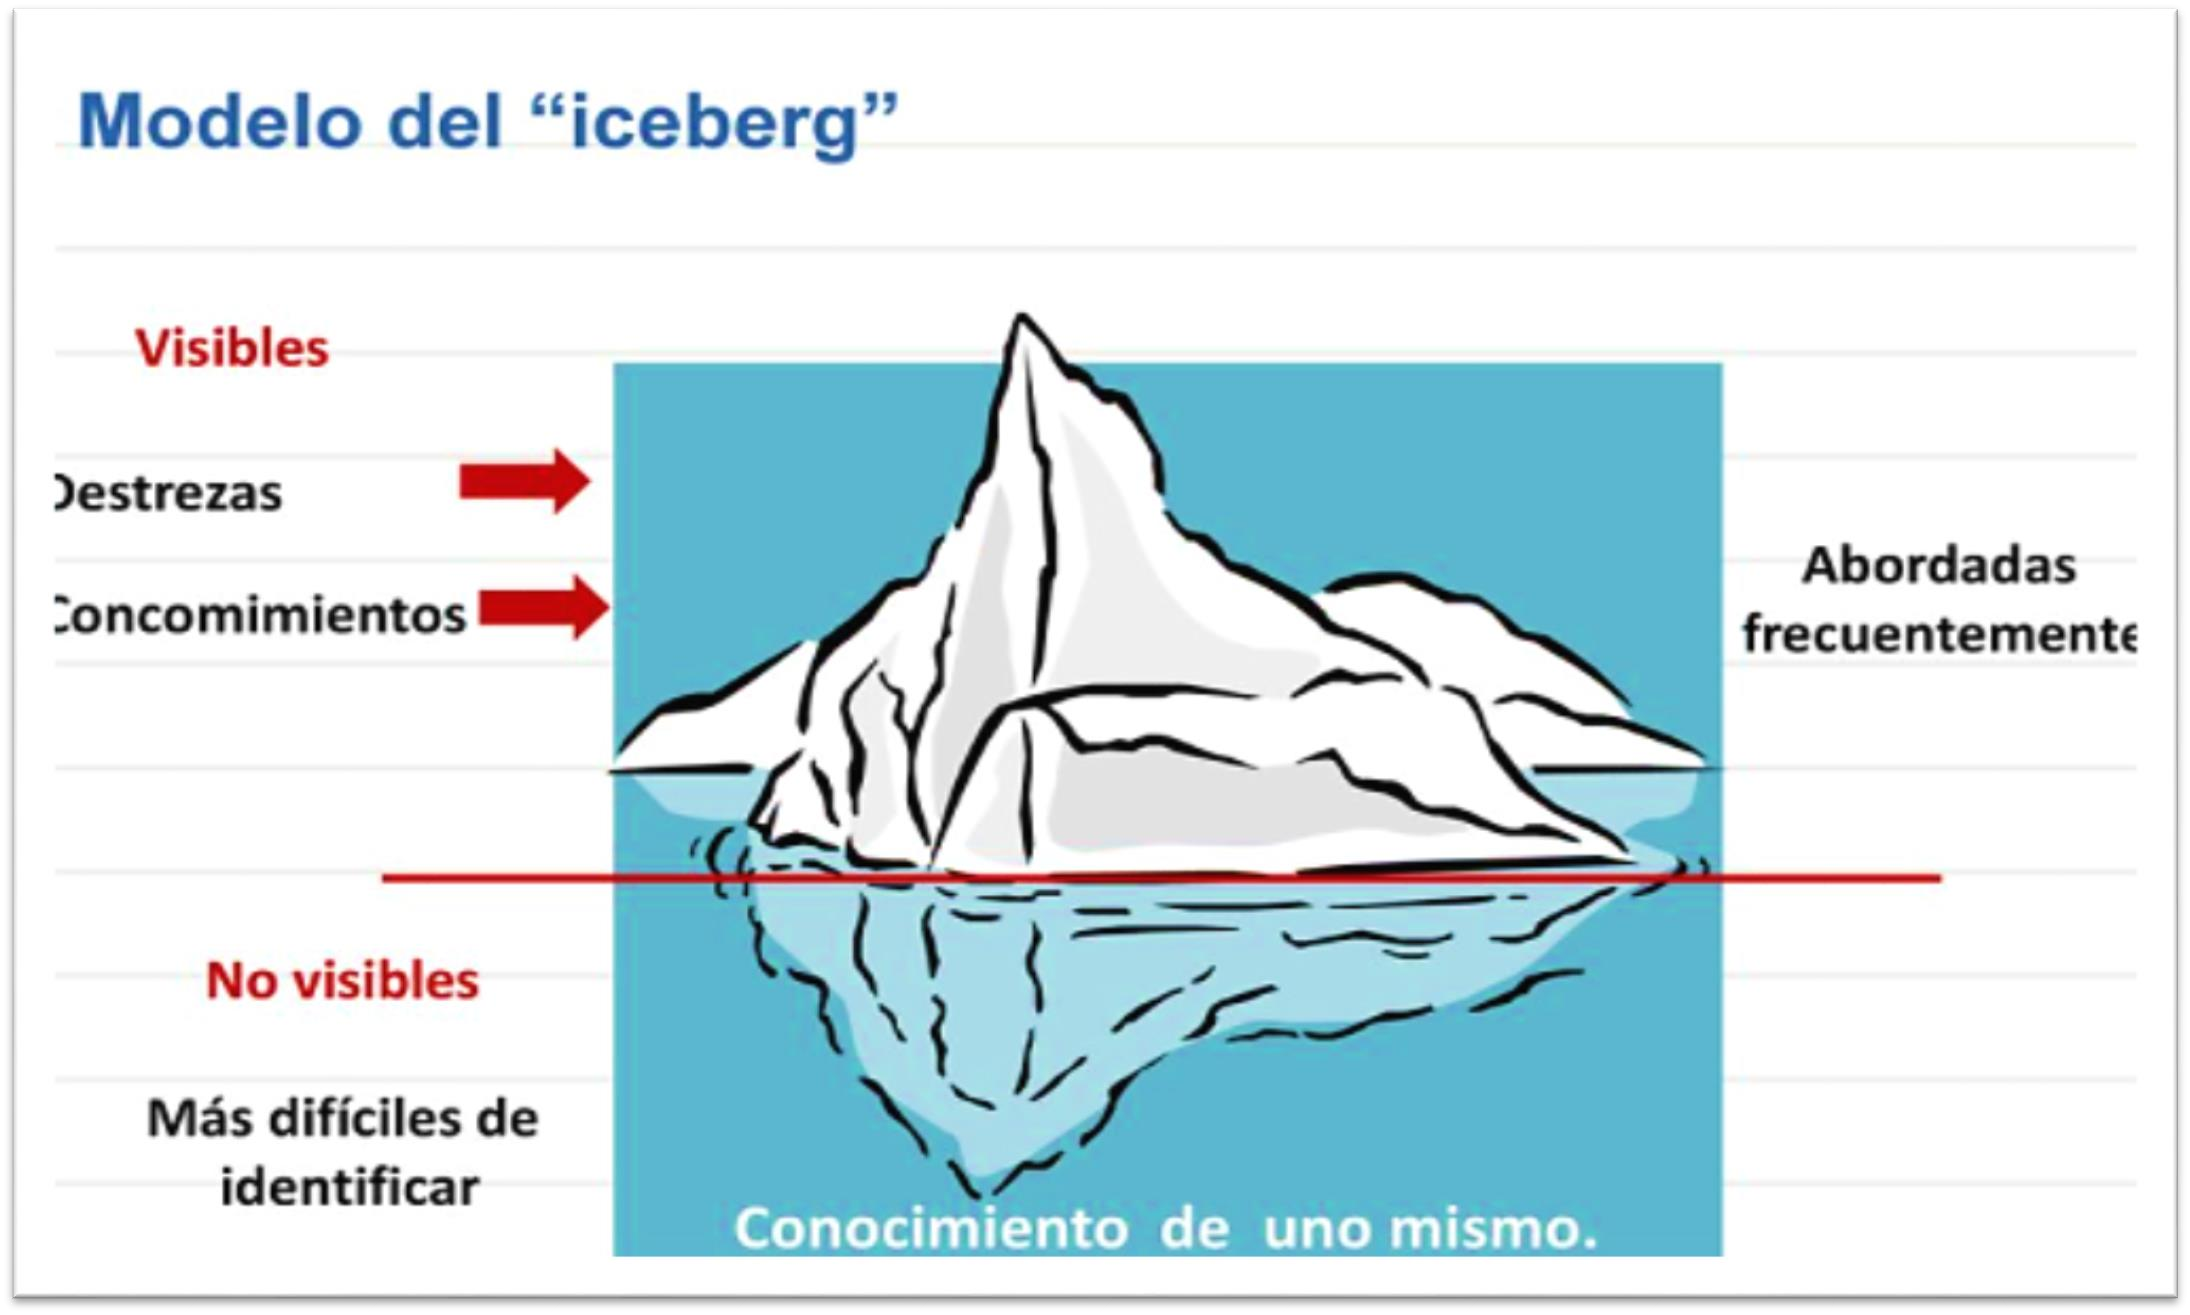 Modelo del “iceberg”
Visibles
Destrezas
Concomimientos
Abordadas
frecuentemente
No visibles
Más difíciles de
identificar
Conocimiento de uno mismo.